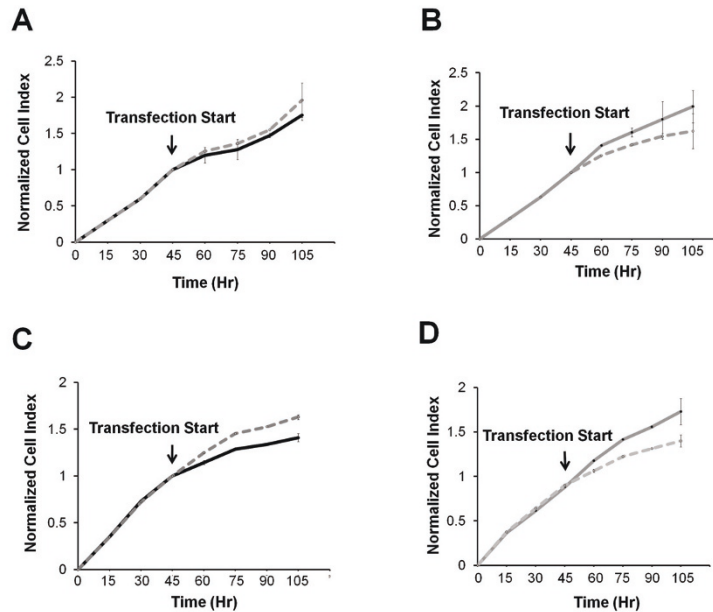 A
Normalized Cell Index
2.5
2
1.5
1
0.5
0
Transfection Start
0 15 30 45 60 75 90 105
Time (Hr)
B
Normalized Cell Index
2.5
2
1.5
1
0.5
0
Transfection Start
0 15 30 45 60 75 90 105
Time (Hr)
C
Normalized Cell Index
2
1.5
1
0.5
0
Transfection Start
0 15 30 45 60 75 90 105
Time (Hr)
D
Normalized Cell Index
2
1.5
1
0.5
0
Transfection Start
0 15 30 45 60 75 90 105
Time (Hr)